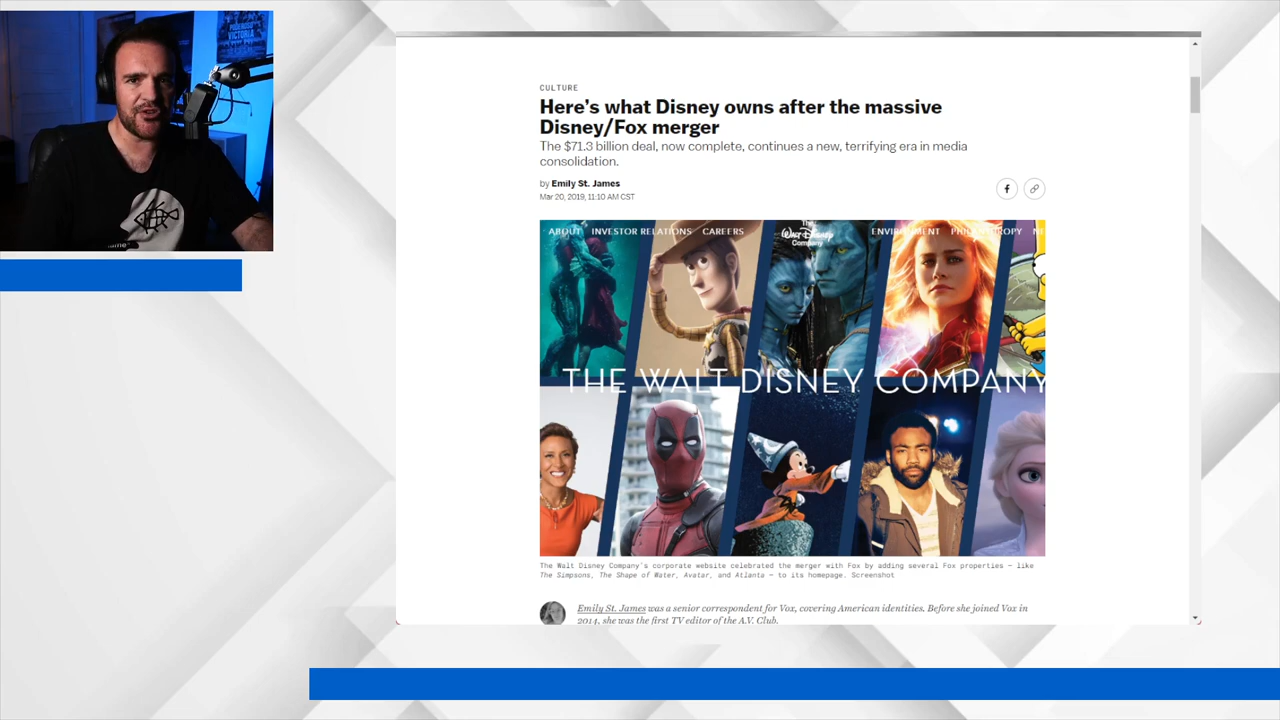 VICTORIA
CULTURE
Here's what Disney owns after the massive
Disney/Fox merger
The $71.3 billion deal, now complete, continues a new, terrifying era in media
consolidation.
by Emily St. James
Mar 20, 2019, 11:10 AM CST
ABOUT INVESTOR RELATIONS CAREERS The Walt Disney Company ENVIRONMENT PHILANTHROPY NE
THE WALT DISNEY COMPANY
The Walt Disney Company's corporate website celebrated the merger with Fox by adding several Fox properties — like
The Simpsons, The Shape of Water, Avatar, and Atlanta — to its homepage. Screenshot
Emily St. James was a senior correspondent for Vox, covering American identities. Before she joined Vox in
2014, she was the first TV editor of the A.V. Club.